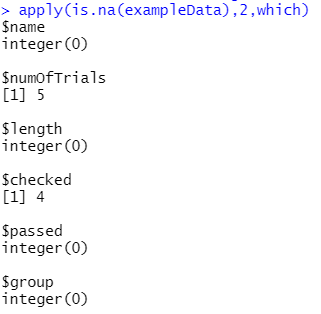 > apply(is.na(exampleData),2,which)
$name
integer(0)
$numOfTrials
[1] 5
$length
integer(0)
$checked
[1] 4
$passed
integer(0)
$group
integer(0)